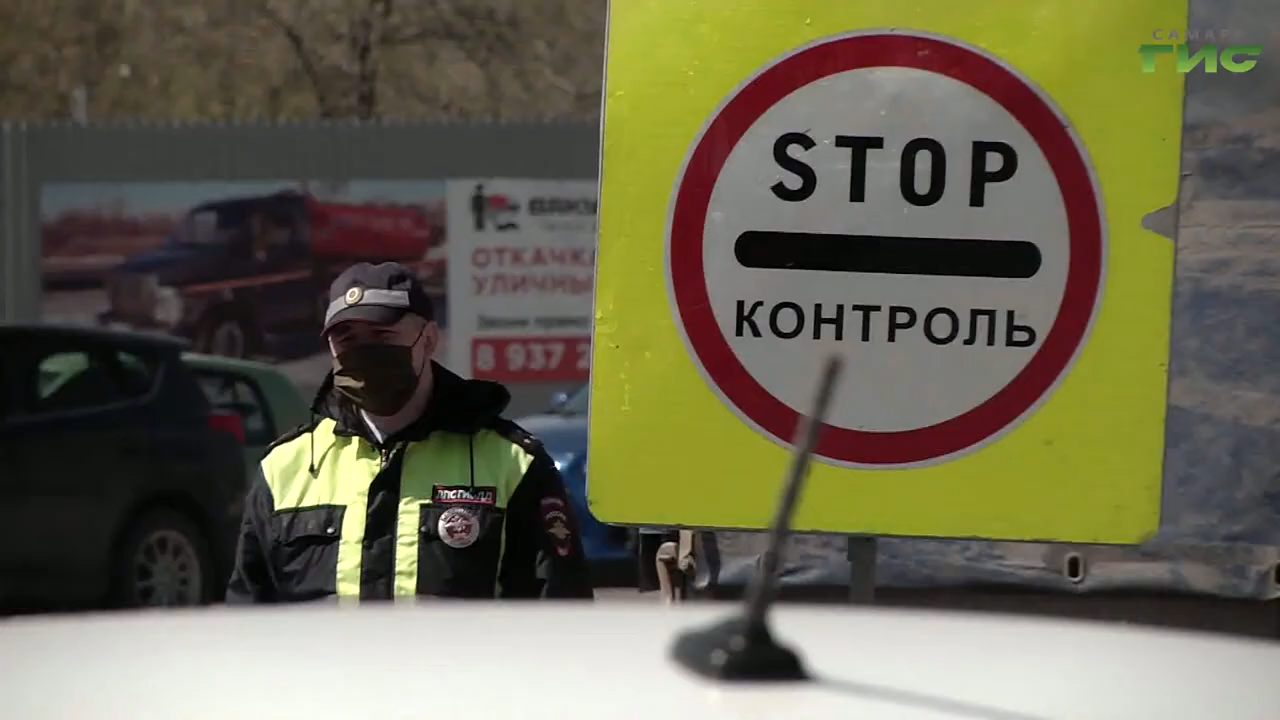 САМАРА
ГИС
STOP
КОНТРОЛЬ
ОТКАЧКА
УЛИЧНЫ
8 937 2
ДПС ГИБДД